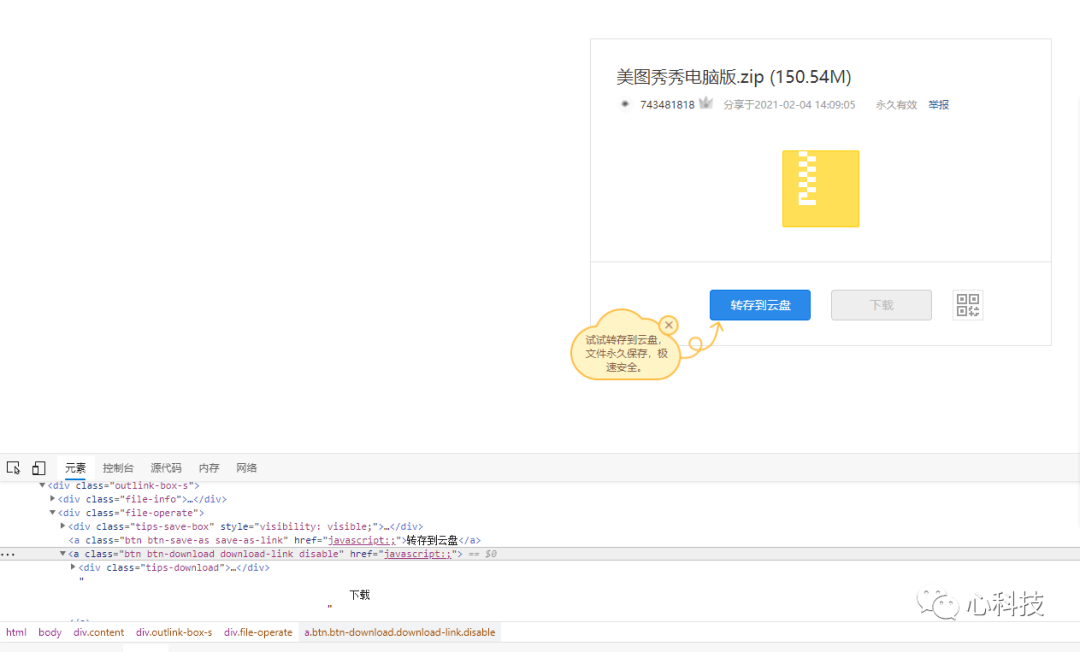 美图秀秀电脑版.zip (150.54M)
743481818 分享于2021-02-04 14:09:05 永久有效 举报
转存到云盘 下载
试试转存到云盘，
文件永久保存，极
速安全。
元素 控制台 源代码 内存 网络
▼<div class="outlink-box-s">
▶<div class="file-info">…</div>
▼<div class="file-operate">
▶<div class="tips-save-box" style="visibility: visible;">…</div>
<a class="btn btn-save-as save-as-link" href="javascript:;">转存到云盘</a>
▼<a class="btn btn-download download-link disable" href="javascript:;"> == $0
▶<div class="tips-download">…</div>
"
下载
"
心科技
html body div.content div.outlink-box-s div.file-operate a.btn.btn-download.download-link.disable